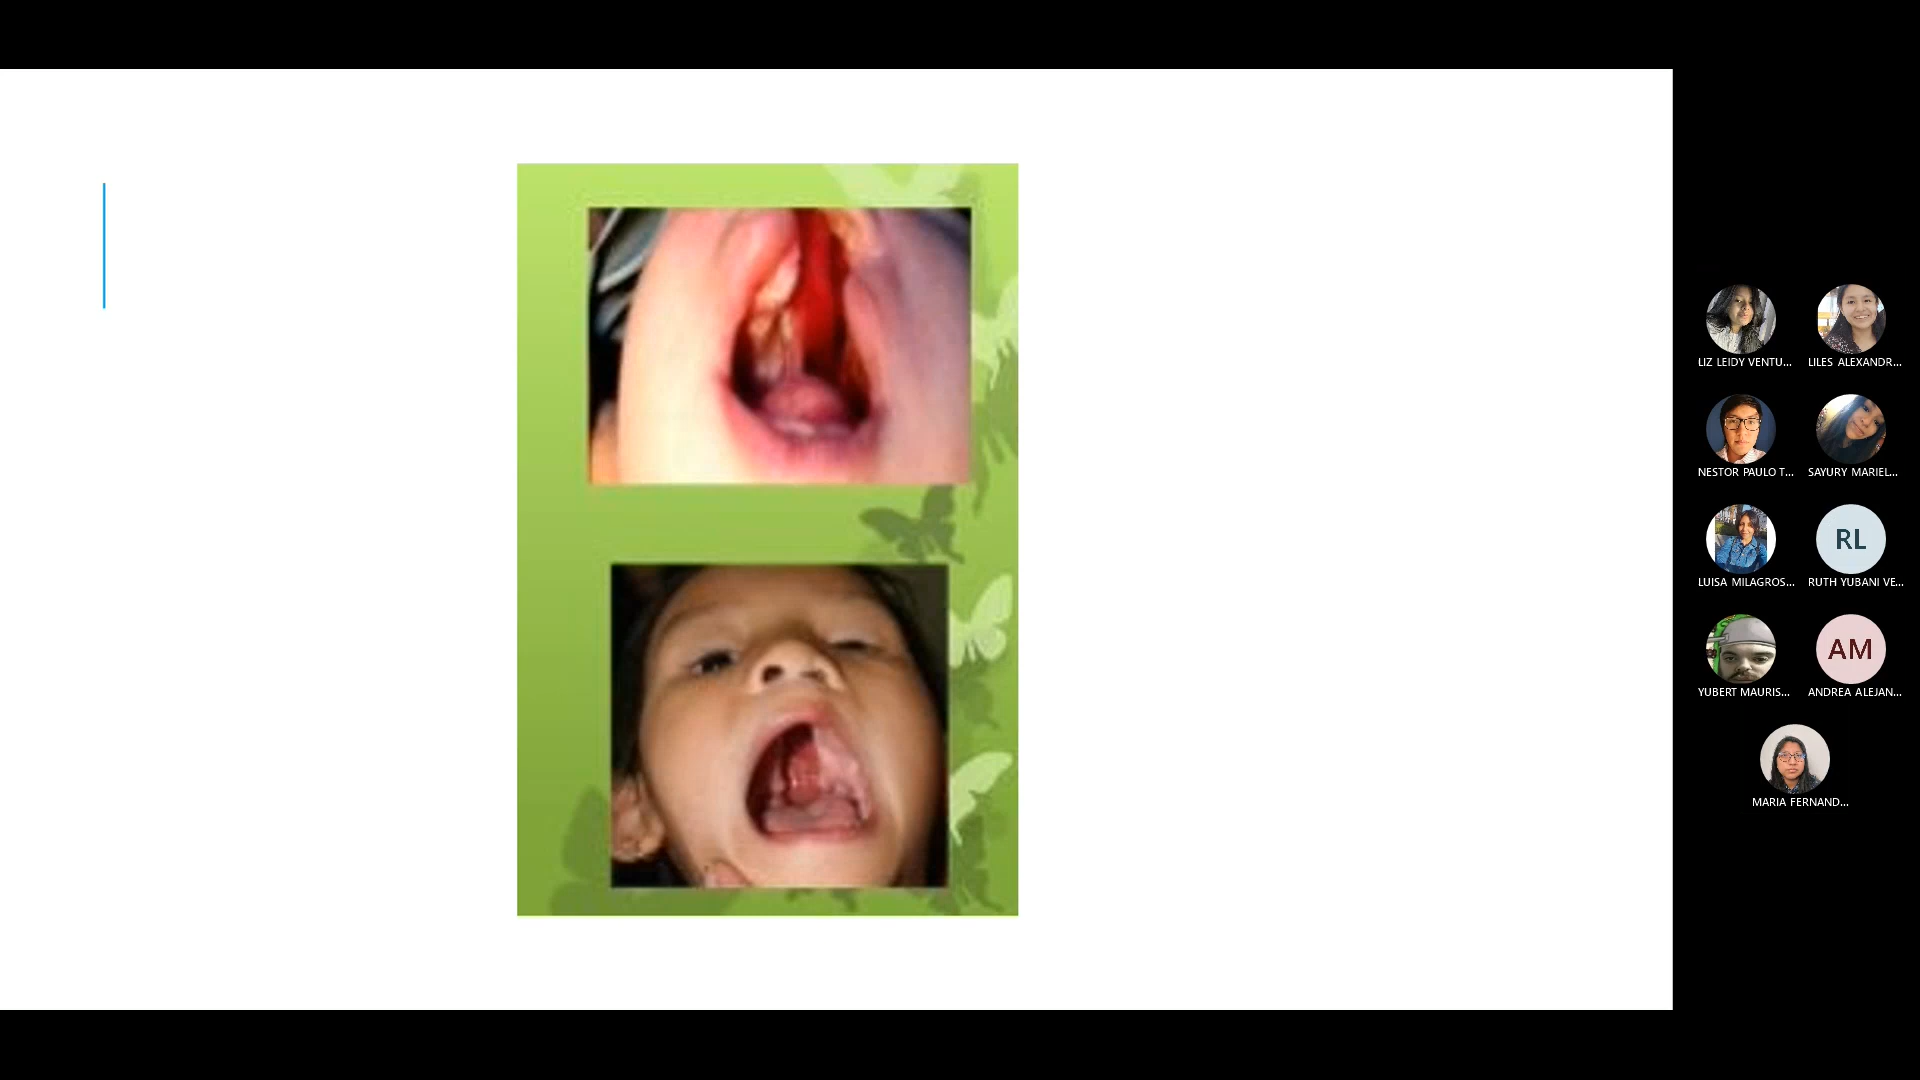 LIZ LEIDY VENTU...
LILES ALEXANDR...
NESTOR PAULO T...
SAYURY MARIEL...
LUISA MILAGROS...
RL
RUTH YUBANI VE...
YUBERT MAURIS...
AM
ANDREA ALEJAN...
MARIA FERNAND...